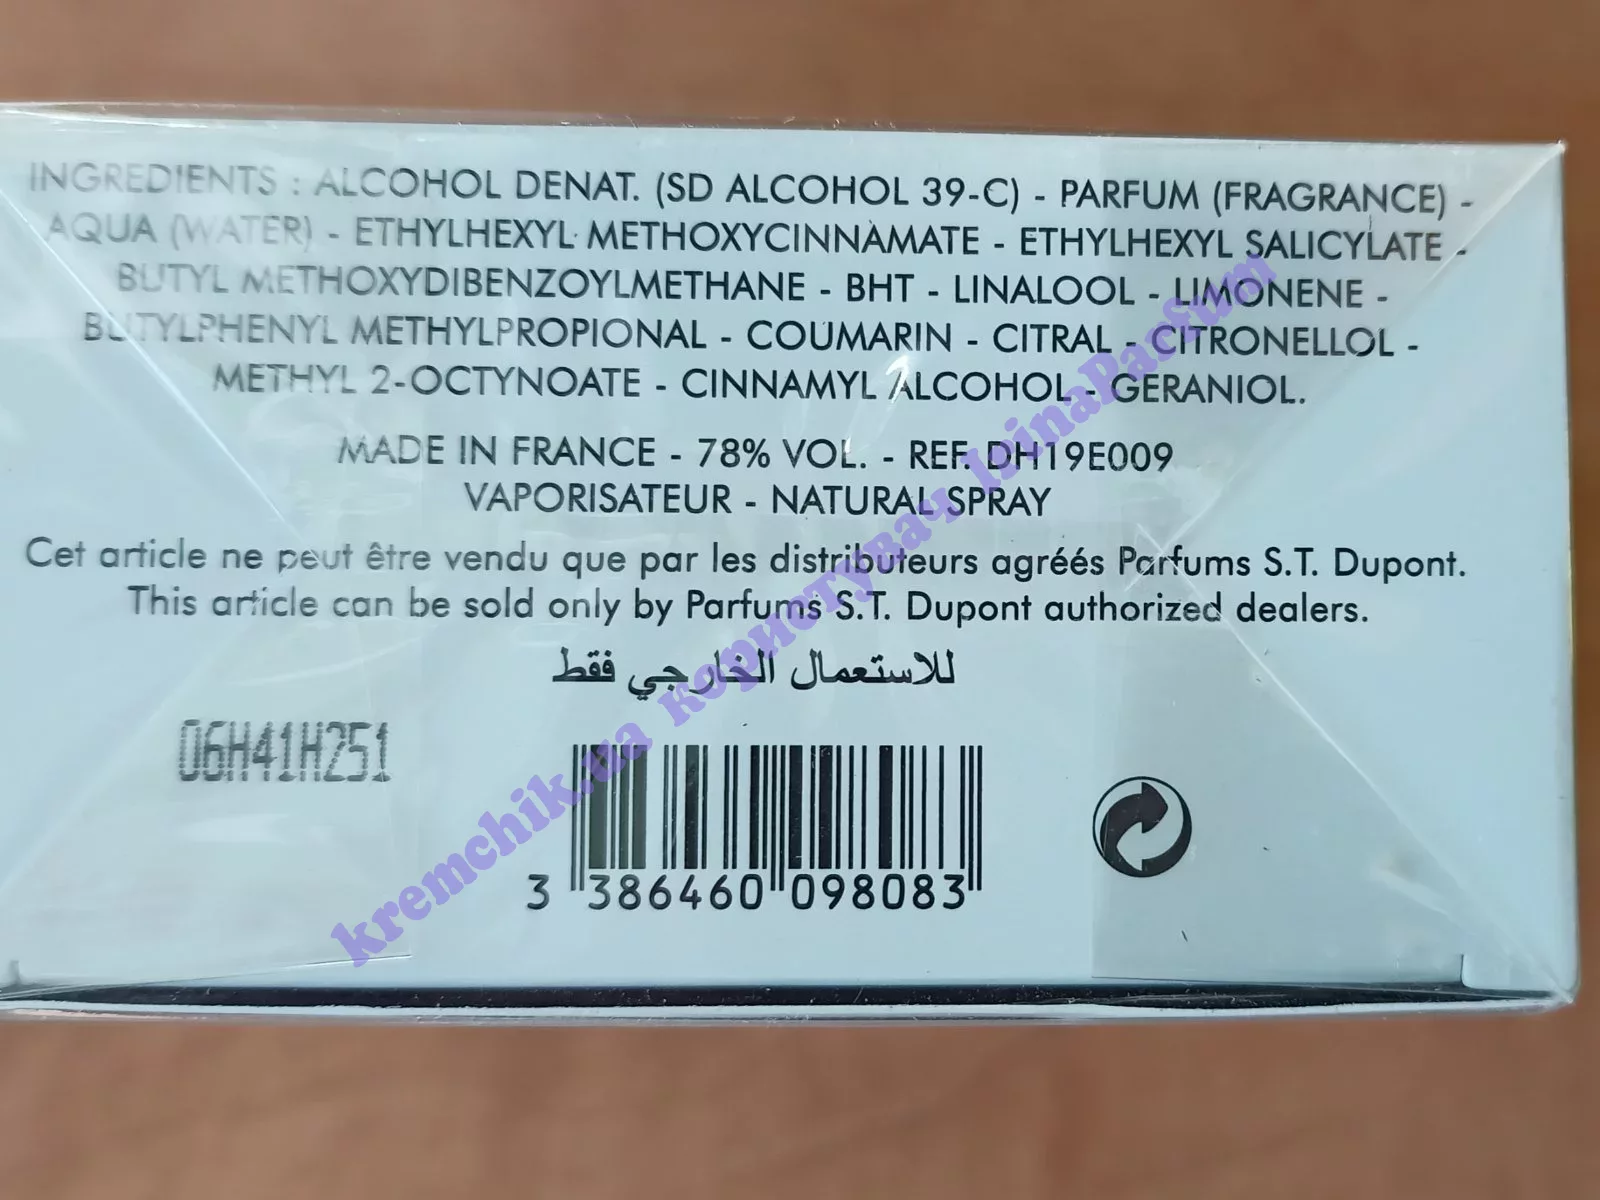 INGREDIENTS : ALCOHOL DENAT. (SD ALCOHOL 39-C) - PARFUM (FRAGRANCE) -
AQUA (WATER) - ETHYLHEXYL METHOXYCINNAMATE - ETHYLHEXYL SALICYLATE -
BUTYL METHOXYDIBENZOYLMETHANE - BHT - LINALOOL - LIMONENE -
BUTYLPHENYL METHYLPROPIONAL - COUMARIN - CITRAL - CITRONELLOL -
METHYL 2-OCTYNOATE - CINNAMYL ALCOHOL - GERANIOL.
MADE IN FRANCE - 78% VOL. - REF. DH19E009
VAPORISATEUR - NATURAL SPRAY
Cet article ne peut être vendu que par les distributeurs agréés Parfums S.T. Dupont.
This article can be sold only by Parfums S.T. Dupont authorized dealers.
للاستعمال الخارجي فقط
06H41H251
3 386460 098083
kremchik.ua користувач IrinaParfum